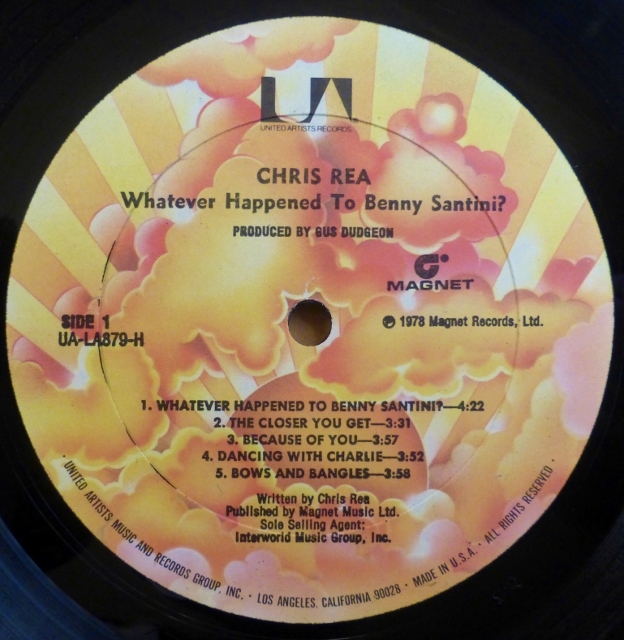 UA
UNITED ARTISTS RECORDS
CHRIS REA
Whatever Happened To Benny Santini?
PRODUCED BY GUS DUDGEON
MAGNET
SIDE 1
UA-LA879-H
℗ 1978 Magnet Records, Ltd.
1. WHATEVER HAPPENED TO BENNY SANTINI?—4:22
2. THE CLOSER YOU GET—3:31
3. BECAUSE OF YOU—3:57
4. DANCING WITH CHARLIE—3:52
5. BOWS AND BANGLES—3:58
Written by Chris Rea
Published by Magnet Music Ltd.
Sole Selling Agent:
Interworld Music Group, Inc.
· UNITED ARTISTS MUSIC AND RECORDS GROUP, INC. · LOS ANGELES, CALIFORNIA 90028 · MADE IN U.S.A. · ALL RIGHTS RESERVED ·